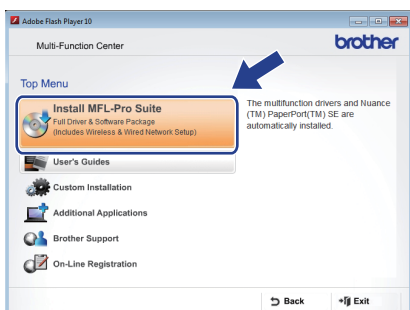 Adobe Flash Player 10
Multi-Function Center
brother
Top Menu
Install MFL-Pro Suite
Full Driver & Software Package
(Includes Wireless & Wired Network Setup)
The multifunction drivers and Nuance
(TM) PaperPort(TM) SE are
automatically installed.
User's Guides
Custom Installation
Additional Applications
Brother Support
On-Line Registration
Back
Exit